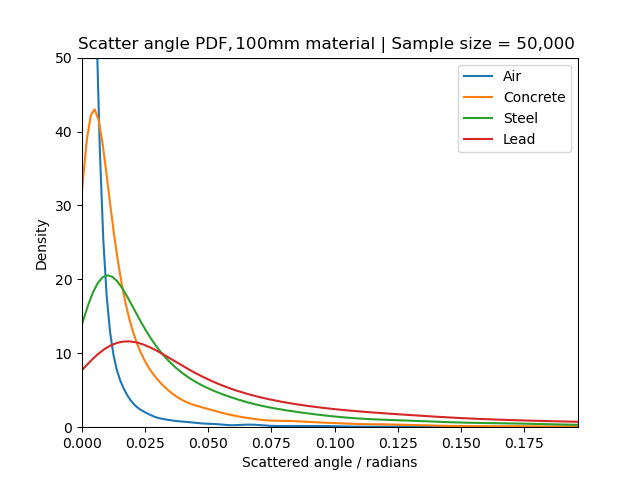 Scatter angle PDF, 100mm material | Sample size = 50,000
Air
Concrete
Steel
Lead
50
40
30
20
10
0
Density
0.000 0.025 0.050 0.075 0.100 0.125 0.150 0.175
Scattered angle / radians